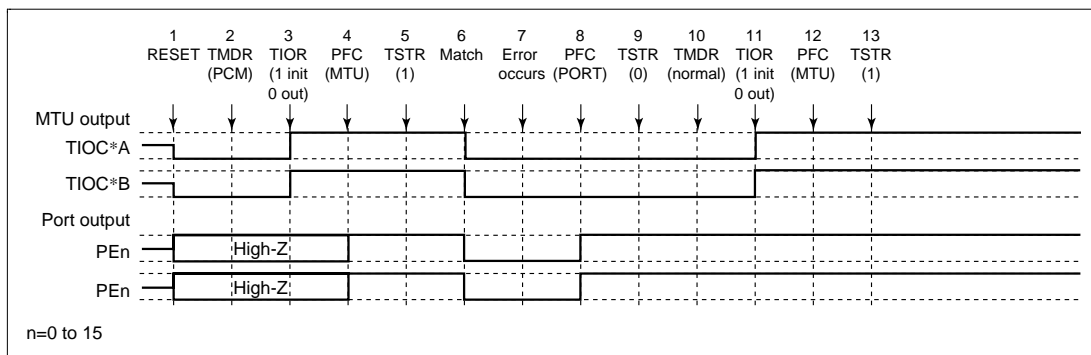 1 2 3 4 5 6 7 8 9 10 11 12 13
RESET TMDR TIOR PFC TSTR Match Error PFC TSTR TMDR TIOR PFC TSTR
(PCM) (1 init (MTU) (1) occurs (PORT) (0) (normal) (1 init (MTU) (1)
0 out) 0 out)
MTU output
TIOC*A
TIOC*B
Port output
PEn High-Z
PEn High-Z
n=0 to 15